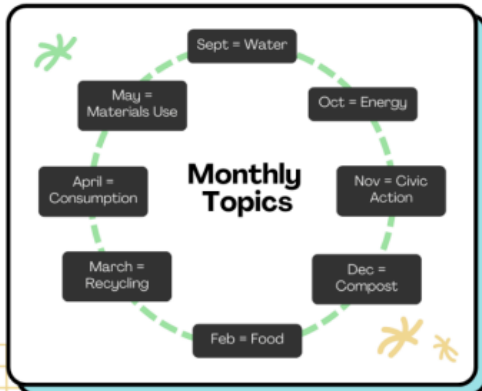 Sept = Water
Oct = Energy
Nov = Civic
Action
Dec =
Compost
Feb = Food
March =
Recycling
April =
Consumption
May =
Materials Use
Monthly
Topics